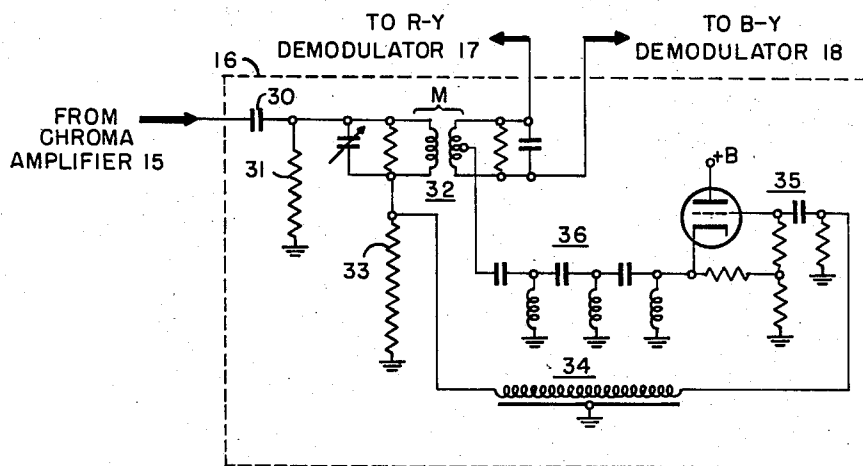 TO R-Y
DEMODULATOR 17
TO B-Y
DEMODULATOR 18
16
FROM
CHROMA
AMPLIFIER 15
30
M
31
32
+B
35
33
36
34